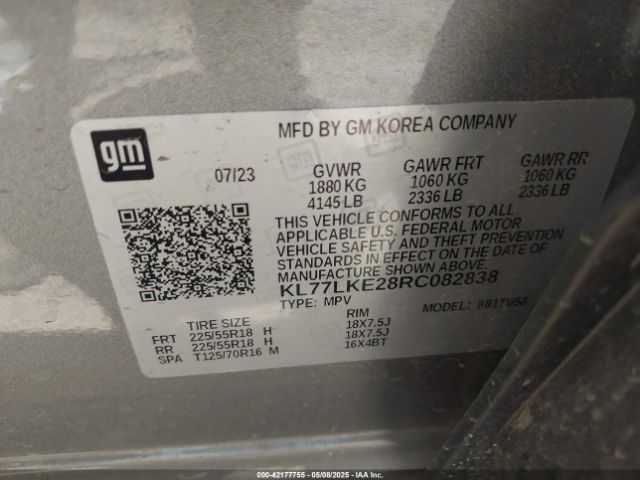 gm
MFD BY GM KOREA COMPANY
07/23 GVWR GAWR FRT GAWR RR
1880 KG 1060 KG 1060 KG
4145 LB 2336 LB 2336 LB
THIS VEHICLE CONFORMS TO ALL
APPLICABLE U.S. FEDERAL MOTOR
VEHICLE SAFETY AND THEFT PREVENTION
STANDARDS IN EFFECT ON THE DATE OF
MANUFACTURE SHOWN ABOVE.
KL77LKE28RC082838
TYPE: MPV MODEL:
TIRE SIZE RIM
FRT 225/55R18 H 18X7.5J
RR 225/55R18 H 18X7.5J
SPA T125/70R16 M 16X4BT
© 2000-42177755 - 05/08/2025 - IAA Inc.